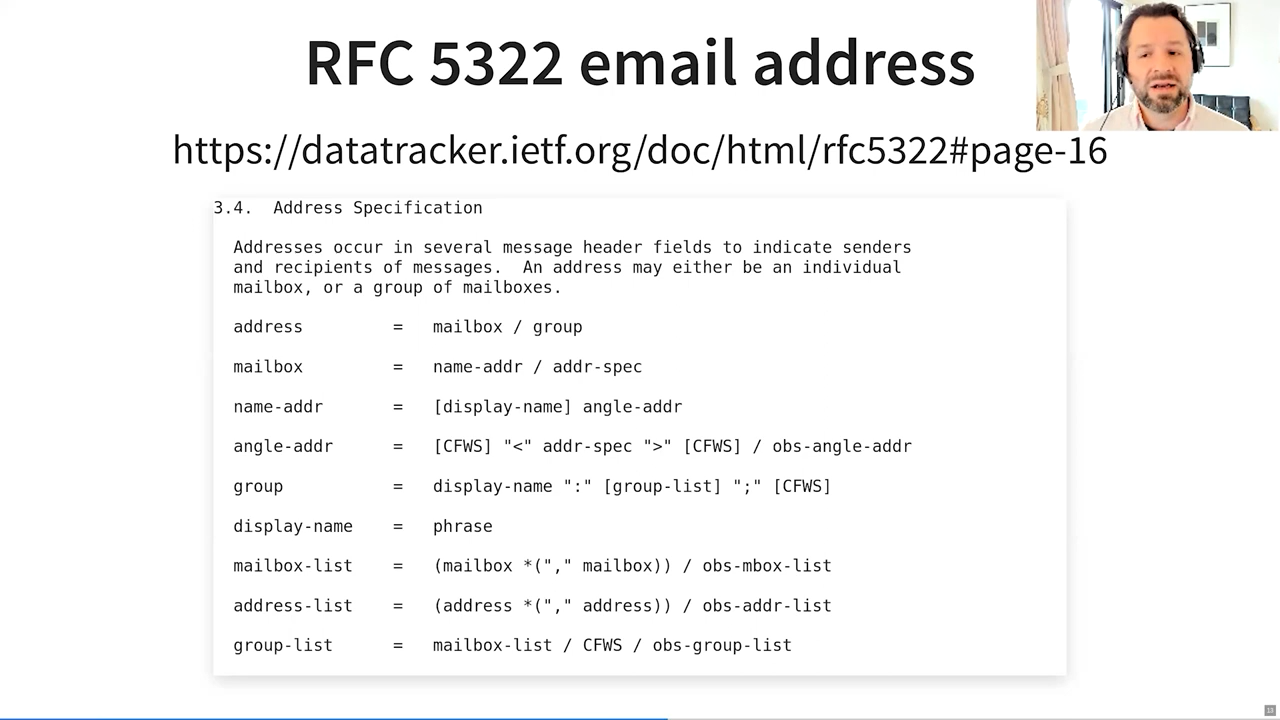 RFC 5322 email address
https://datatracker.ietf.org/doc/html/rfc5322#page-16
3.4.  Address Specification
Addresses occur in several message header fields to indicate senders
and recipients of messages.  An address may either be an individual
mailbox, or a group of mailboxes.
address         =   mailbox / group
mailbox         =   name-addr / addr-spec
name-addr       =   [display-name] angle-addr
angle-addr      =   [CFWS] "<" addr-spec ">" [CFWS] / obs-angle-addr
group           =   display-name ":" [group-list] ";" [CFWS]
display-name    =   phrase
mailbox-list    =   (mailbox *("," mailbox)) / obs-mbox-list
address-list    =   (address *("," address)) / obs-addr-list
group-list      =   mailbox-list / CFWS / obs-group-list
13